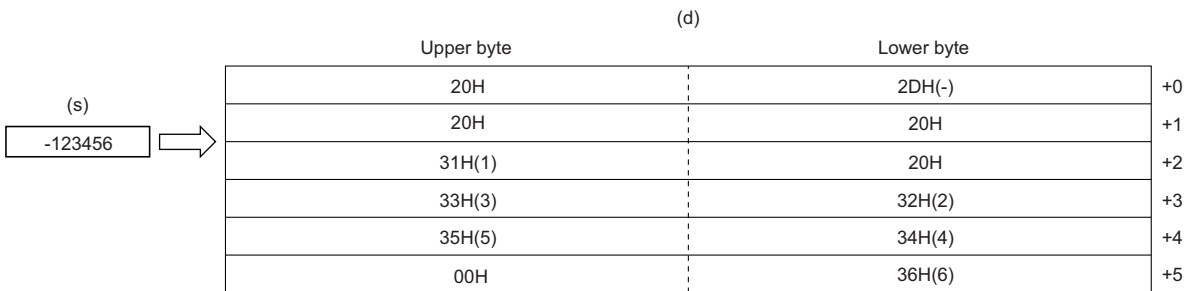 (d)
Upper byte Lower byte
20H 2DH(-) +0
(s)
20H 20H +1
-123456
31H(1) 20H +2
33H(3) 32H(2) +3
35H(5) 34H(4) +4
00H 36H(6) +5